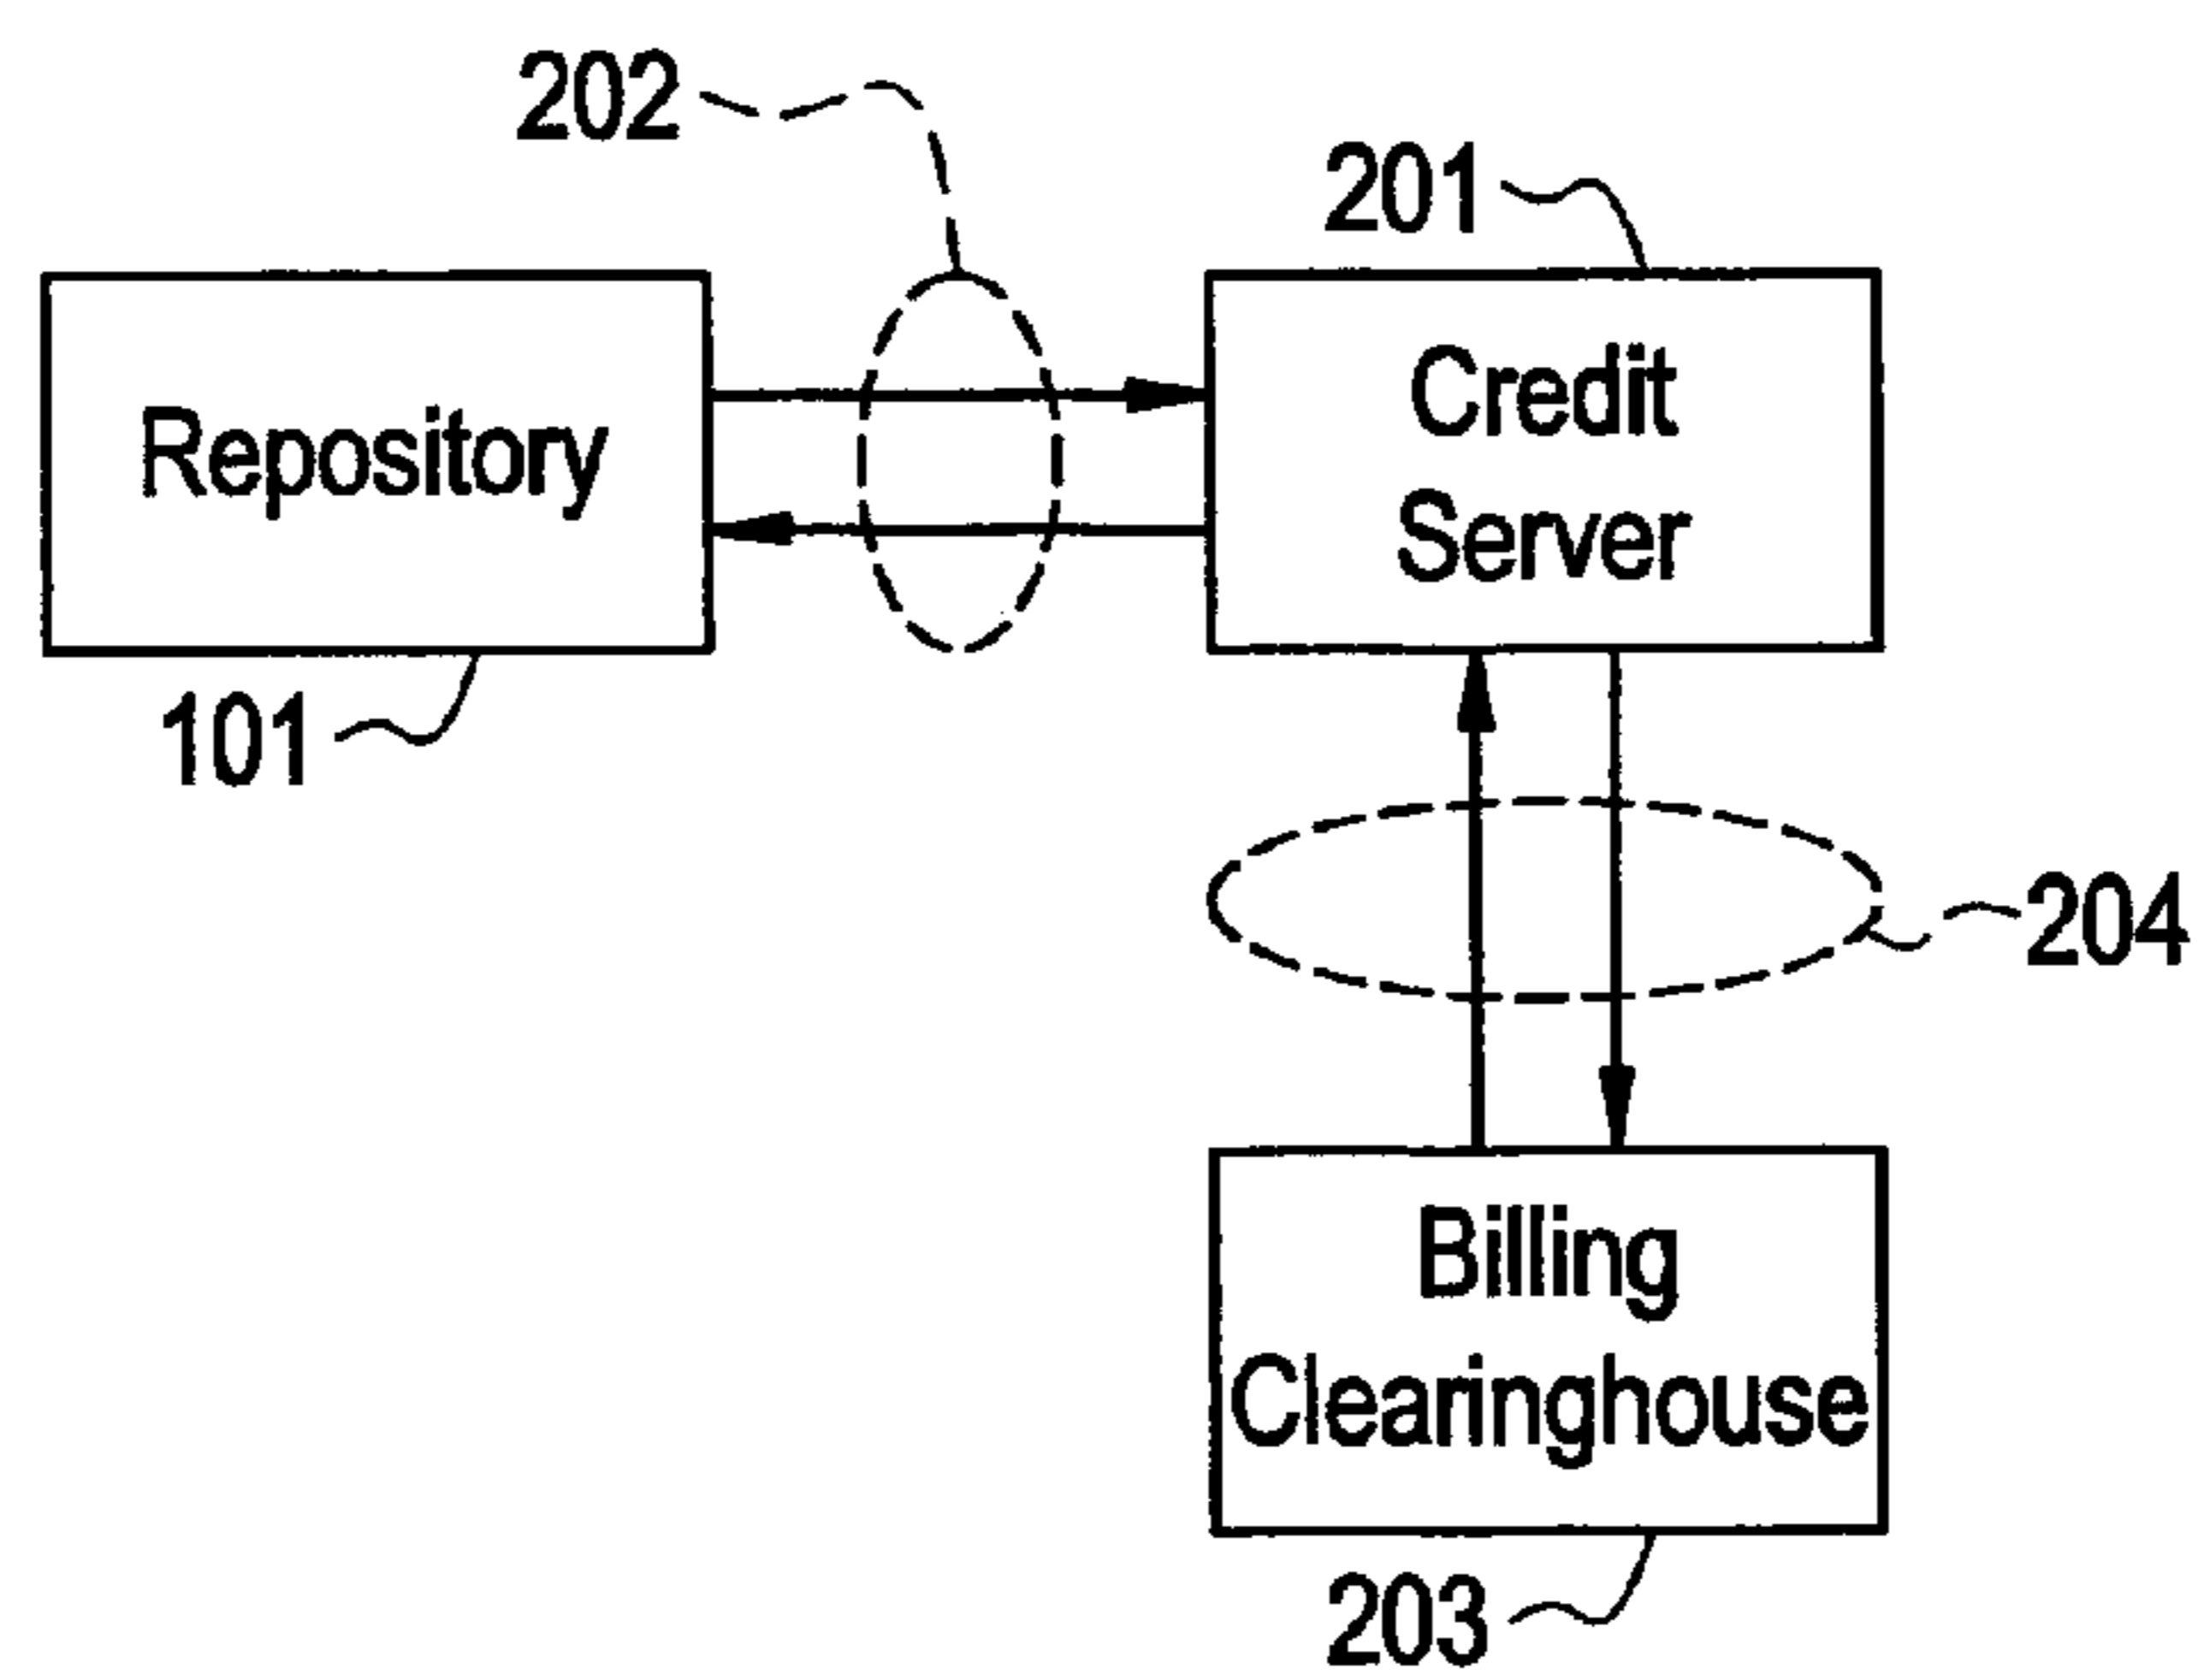 202
201
Repository
Credit
Server
101
204
Billing
Clearinghouse
203